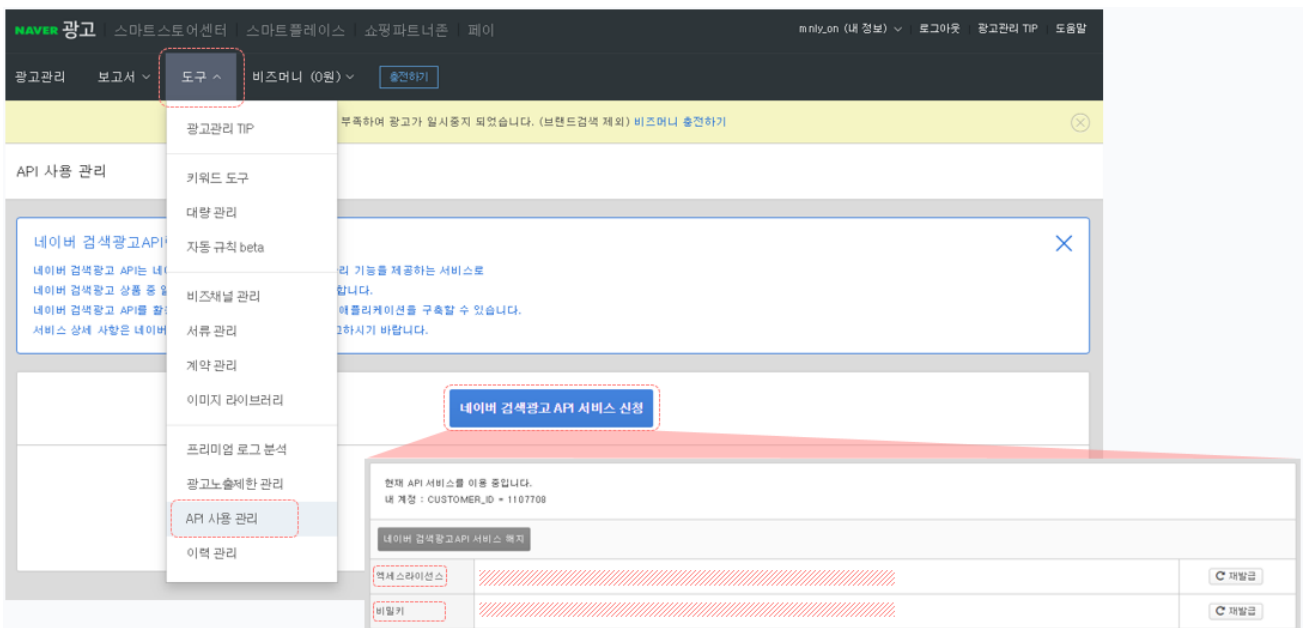 NAVER 광고 스마트스토어센터 스마트플레이스 쇼핑파트너존 페이 mnly_on (내 정보) 로그아웃 광고관리 TIP 도움말
광고관리 보고서 도구 비즈머니 (0원) 충전하기
부족하여 광고가 일시중지 되었습니다. (브랜드검색 제외) 비즈머니 충전하기
API 사용 관리
광고관리 TIP
키워드 도구
대량 관리
자동 규칙 beta
비즈채널 관리
서류 관리
계약 관리
이미지 라이브러리
프리미엄 로그 분석
광고노출제한 관리
API 사용 관리
이력 관리
네이버 검색광고API
네이버 검색광고 API는 네 리 기능을 제공하는 서비스로
네이버 검색광고 상품 중 합니다.
네이버 검색광고 API를 활 애플리케이션을 구축할 수 있습니다.
서비스 상세 사항은 네이버 고하시기 바랍니다.
네이버 검색광고 API 서비스 신청
현재 API 서비스를 이용 중입니다.
내 계정 : CUSTOMER_ID = 1107708
네이버 검색광고API 서비스 해지
엑세스라이선스 재발급
비밀키 재발급